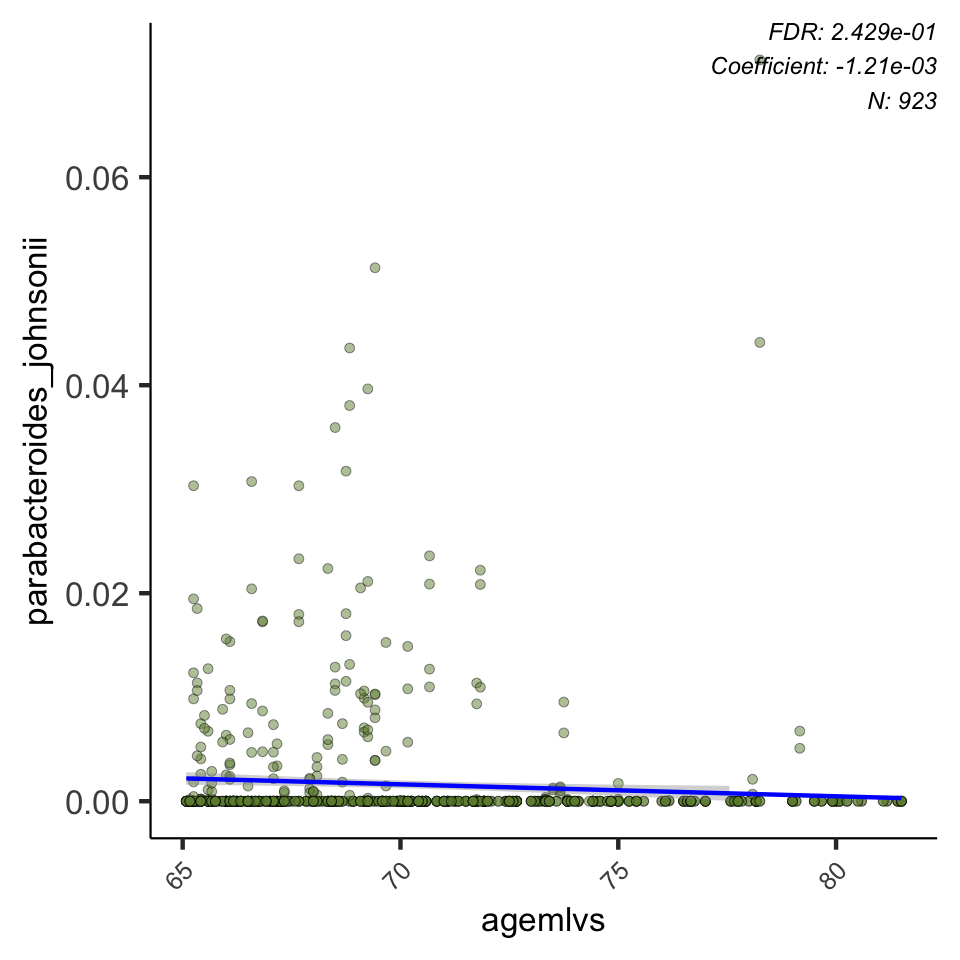 FDR: 2.429e-01
Coefficient: -1.21e-03
N: 923
parabacteroides_johnsonii
0.06
0.04
0.02
0.00
65
70
75
80
agemlvs